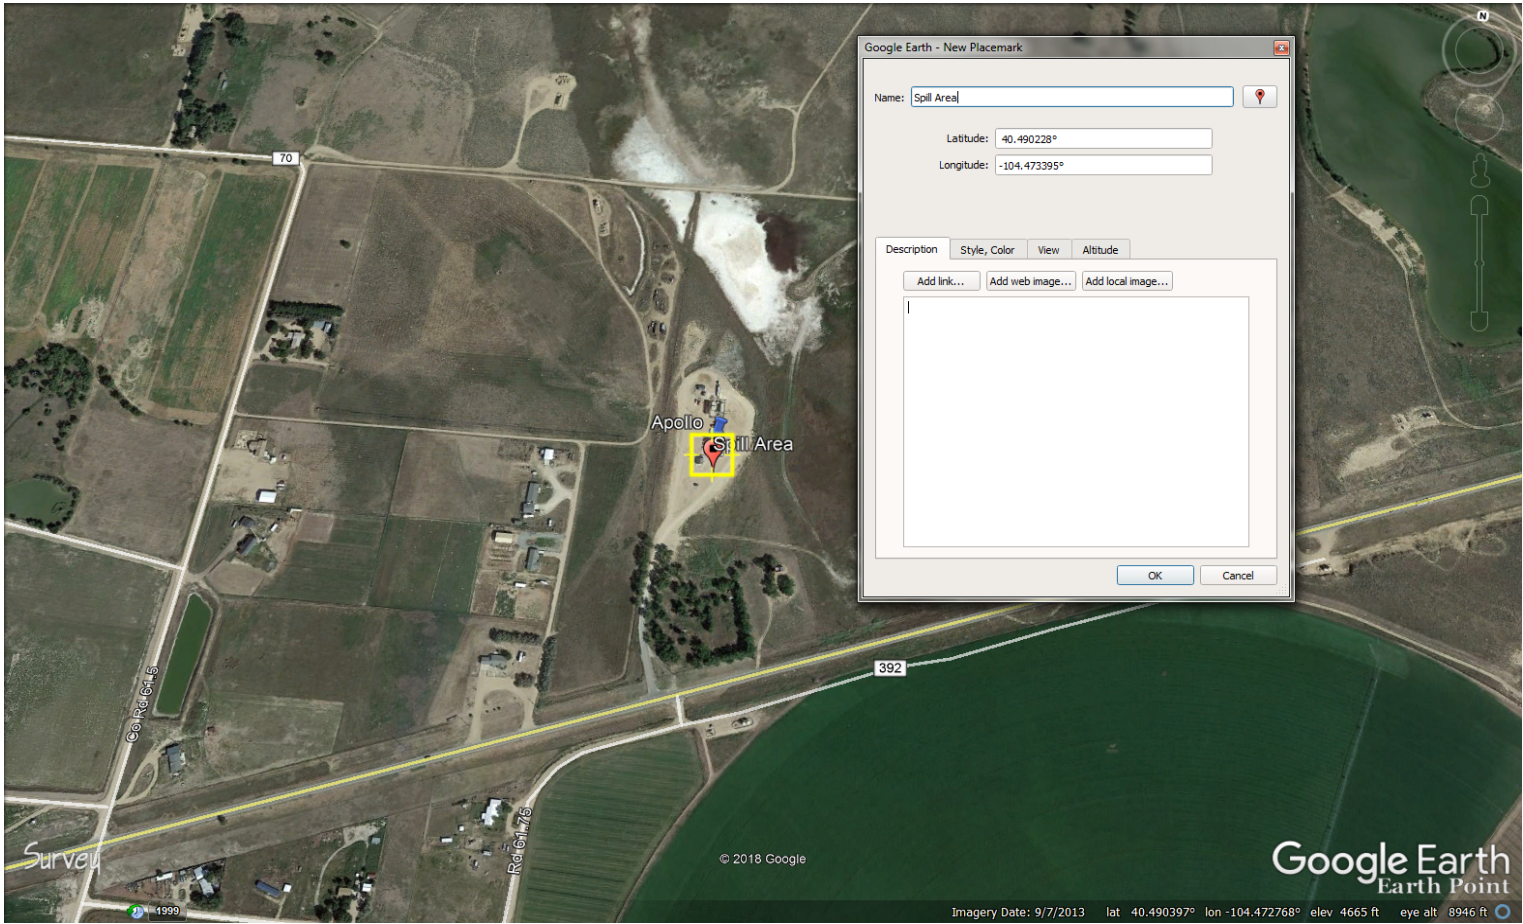 Google Earth - New Placemark
Name: Spill Area
Latitude: 40.490228°
Longitude: -104.473395°
Description Style, Color View Altitude
Add link... Add web image... Add local image...
OK Cancel
N
70
Apollo
Spill Area
392
Co Rd 61.5
Rd 61.75
Survey
© 2018 Google
Google Earth
Earth Point
1999
Imagery Date: 9/7/2013 lat 40.490397° lon -104.472768° elev 4665 ft eye alt 8946 ft